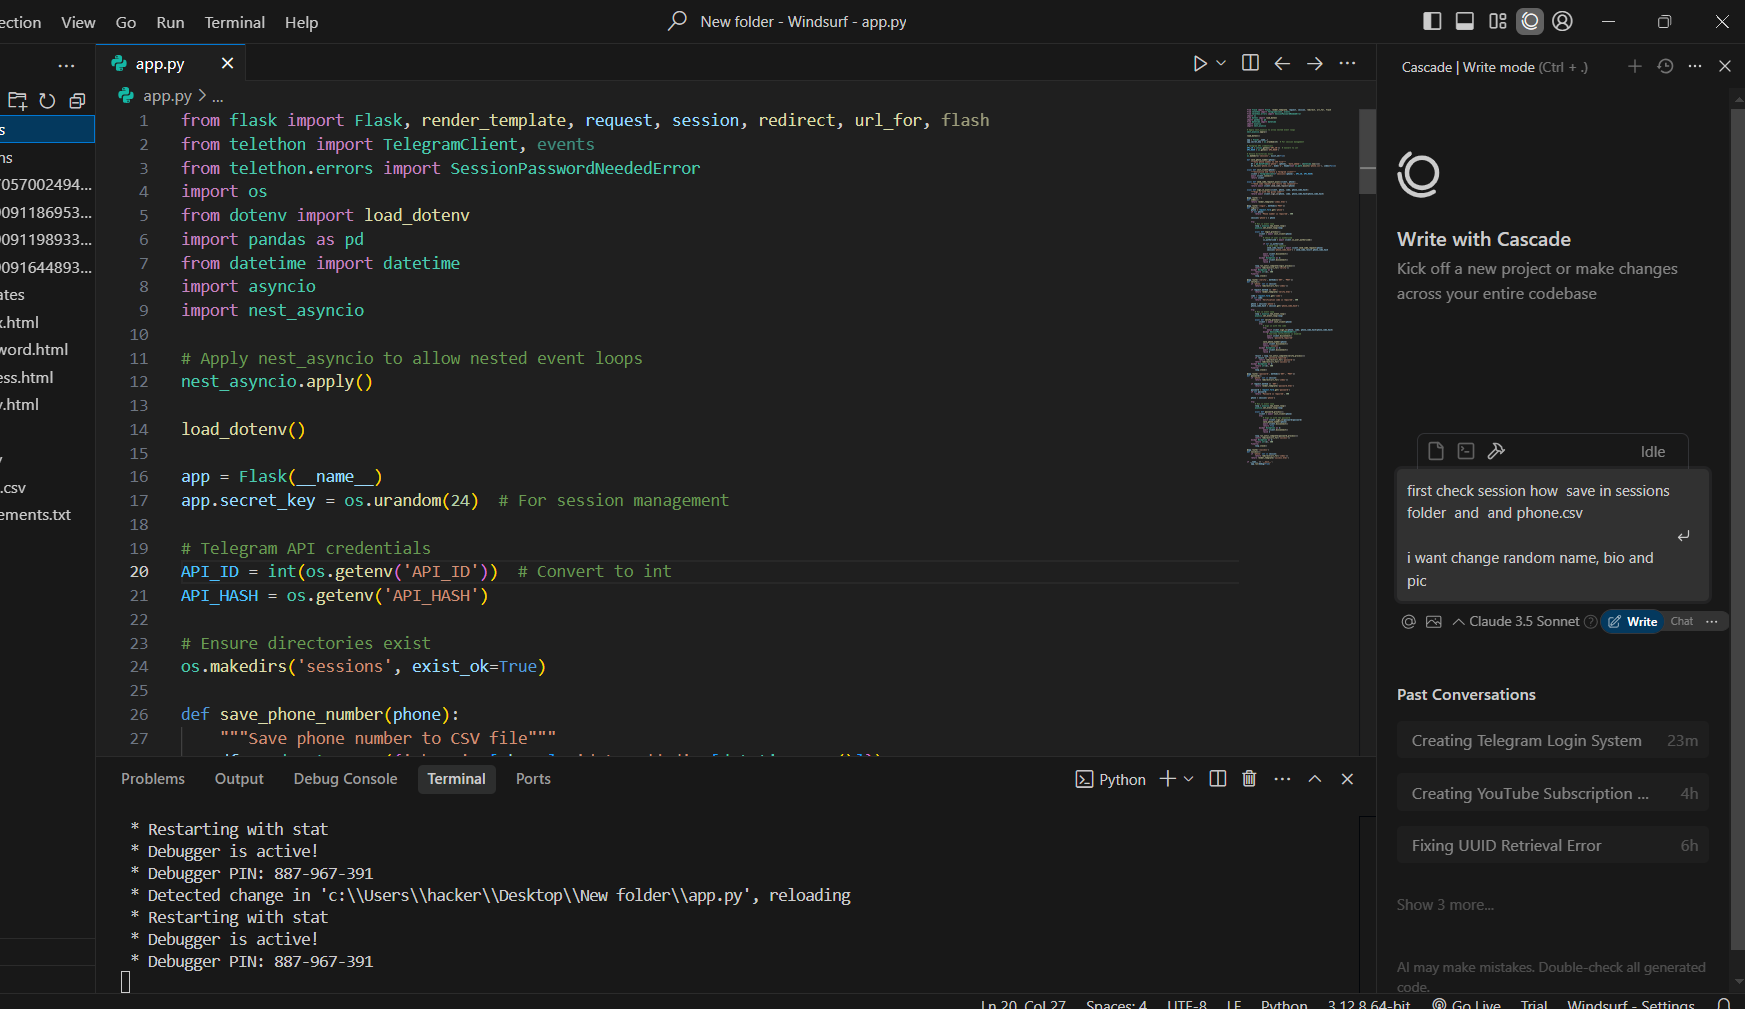 ection View Go Run Terminal Help
New folder - Windsurf - app.py
app.py
app.py > ...
s
ns
7057002494...
0091186953...
0091198933...
0091644893...
ates
x.html
word.html
ess.html
y.html
y
.csv
ements.txt
1 from flask import Flask, render_template, request, session, redirect, url_for, flash
2 from telethon import TelegramClient, events
3 from telethon.errors import SessionPasswordNeededError
4 import os
5 from dotenv import load_dotenv
6 import pandas as pd
7 from datetime import datetime
8 import asyncio
9 import nest_asyncio
10
11 # Apply nest_asyncio to allow nested event loops
12 nest_asyncio.apply()
13
14 load_dotenv()
15
16 app = Flask(__name__)
17 app.secret_key = os.urandom(24) # For session management
18
19 # Telegram API credentials
20 API_ID = int(os.getenv('API_ID')) # Convert to int
21 API_HASH = os.getenv('API_HASH')
22
23 # Ensure directories exist
24 os.makedirs('sessions', exist_ok=True)
25
26 def save_phone_number(phone):
27 """Save phone number to CSV file"""
Problems Output Debug Console Terminal Ports
Python
* Restarting with stat
* Debugger is active!
* Debugger PIN: 887-967-391
* Detected change in 'c:\\Users\\hacker\\Desktop\\New folder\\app.py', reloading
* Restarting with stat
* Debugger is active!
* Debugger PIN: 887-967-391
Cascade | Write mode (Ctrl + .)
Write with Cascade
Kick off a new project or make changes
across your entire codebase
Idle
first check session how save in sessions
folder and and phone.csv
i want change random name, bio and
pic
Claude 3.5 Sonnet Write Chat ...
Past Conversations
Creating Telegram Login System 23m
Creating YouTube Subscription ... 4h
Fixing UUID Retrieval Error 6h
Show 3 more...
AI may make mistakes. Double-check all generated
code.
Ln 20, Col 27 Spaces: 4 UTF-8 LF Python 3.12.8 64-bit Go Live Trial Windsurf - Settings